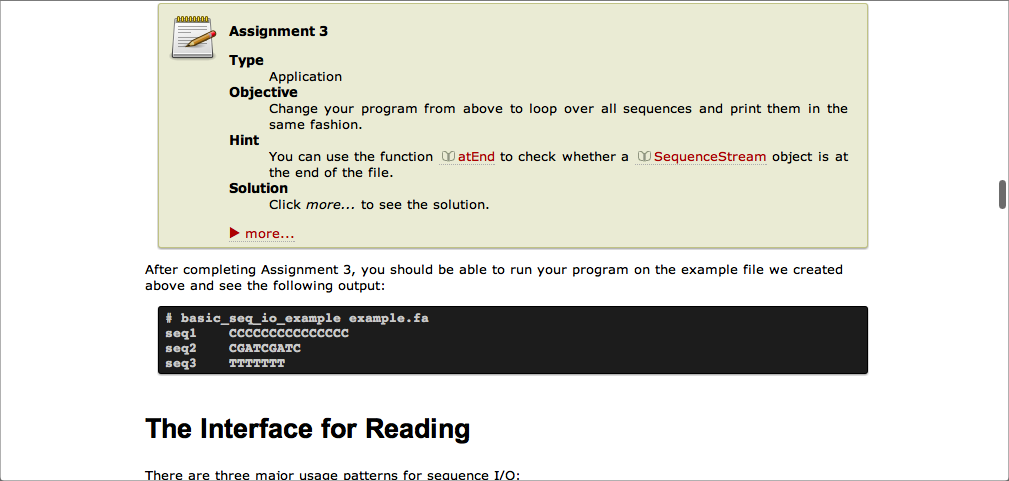 Assignment 3
Type
Application
Objective
Change your program from above to loop over all sequences and print them in the
same fashion.
Hint
You can use the function atEnd to check whether a SequenceStream object is at
the end of the file.
Solution
Click more... to see the solution.
more...
After completing Assignment 3, you should be able to run your program on the example file we created
above and see the following output:
# basic_seq_io_example example.fa
seq1    CCCCCCCCCCCCCCC
seq2    CGATCGATC
seq3    TTTTTTT
The Interface for Reading
There are three major usage patterns for sequence I/O: